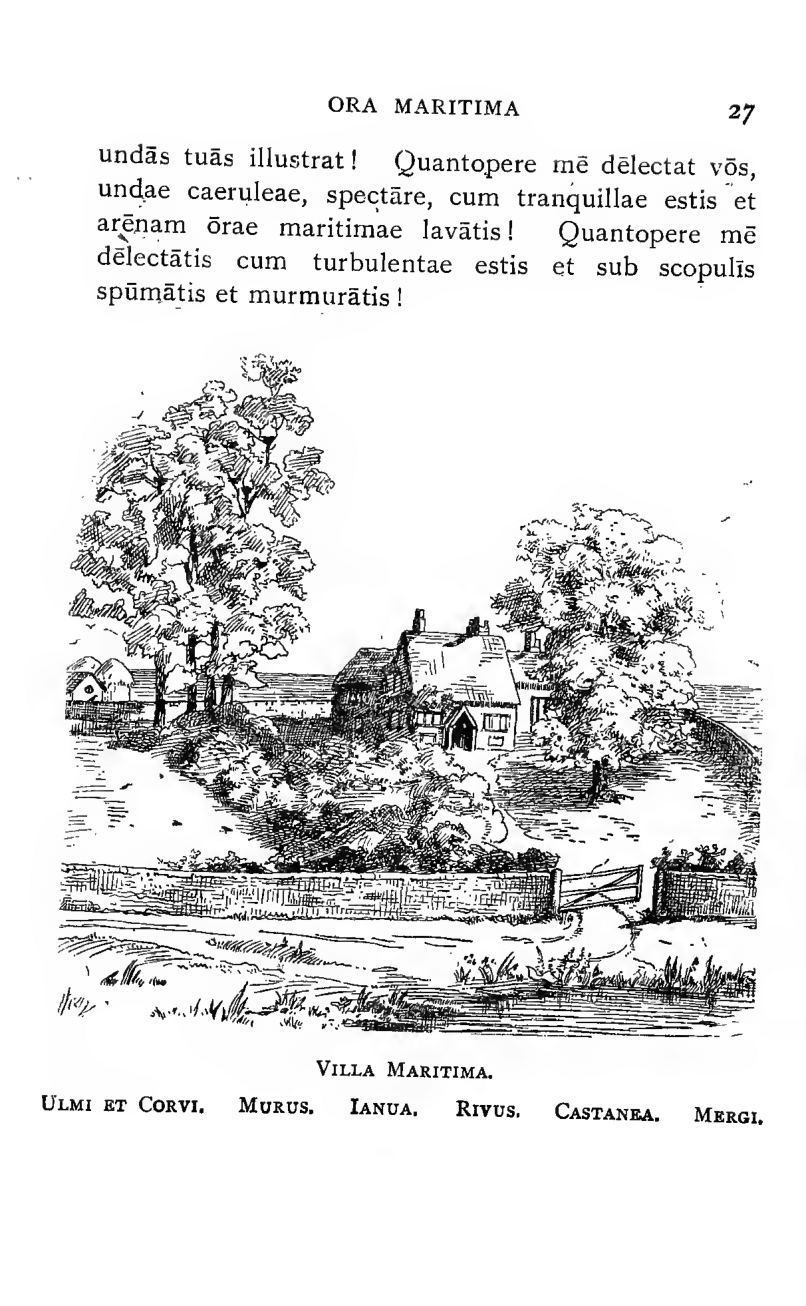 ORA MARITIMA 27
undās tuās illustrat! Quantopere mē dēlectat vōs,
undae caeruleae, spectāre, cum tranquillae estis et
arēnam ōrae maritimae lavātis! Quantopere mē
dēlectātis cum turbulentae estis et sub scopulīs
spūmātis et murmurātis!
VILLA MARITIMA.
ULMI ET CORVI. MURUS. IANUA. RIVUS. CASTANEA. MERGI.